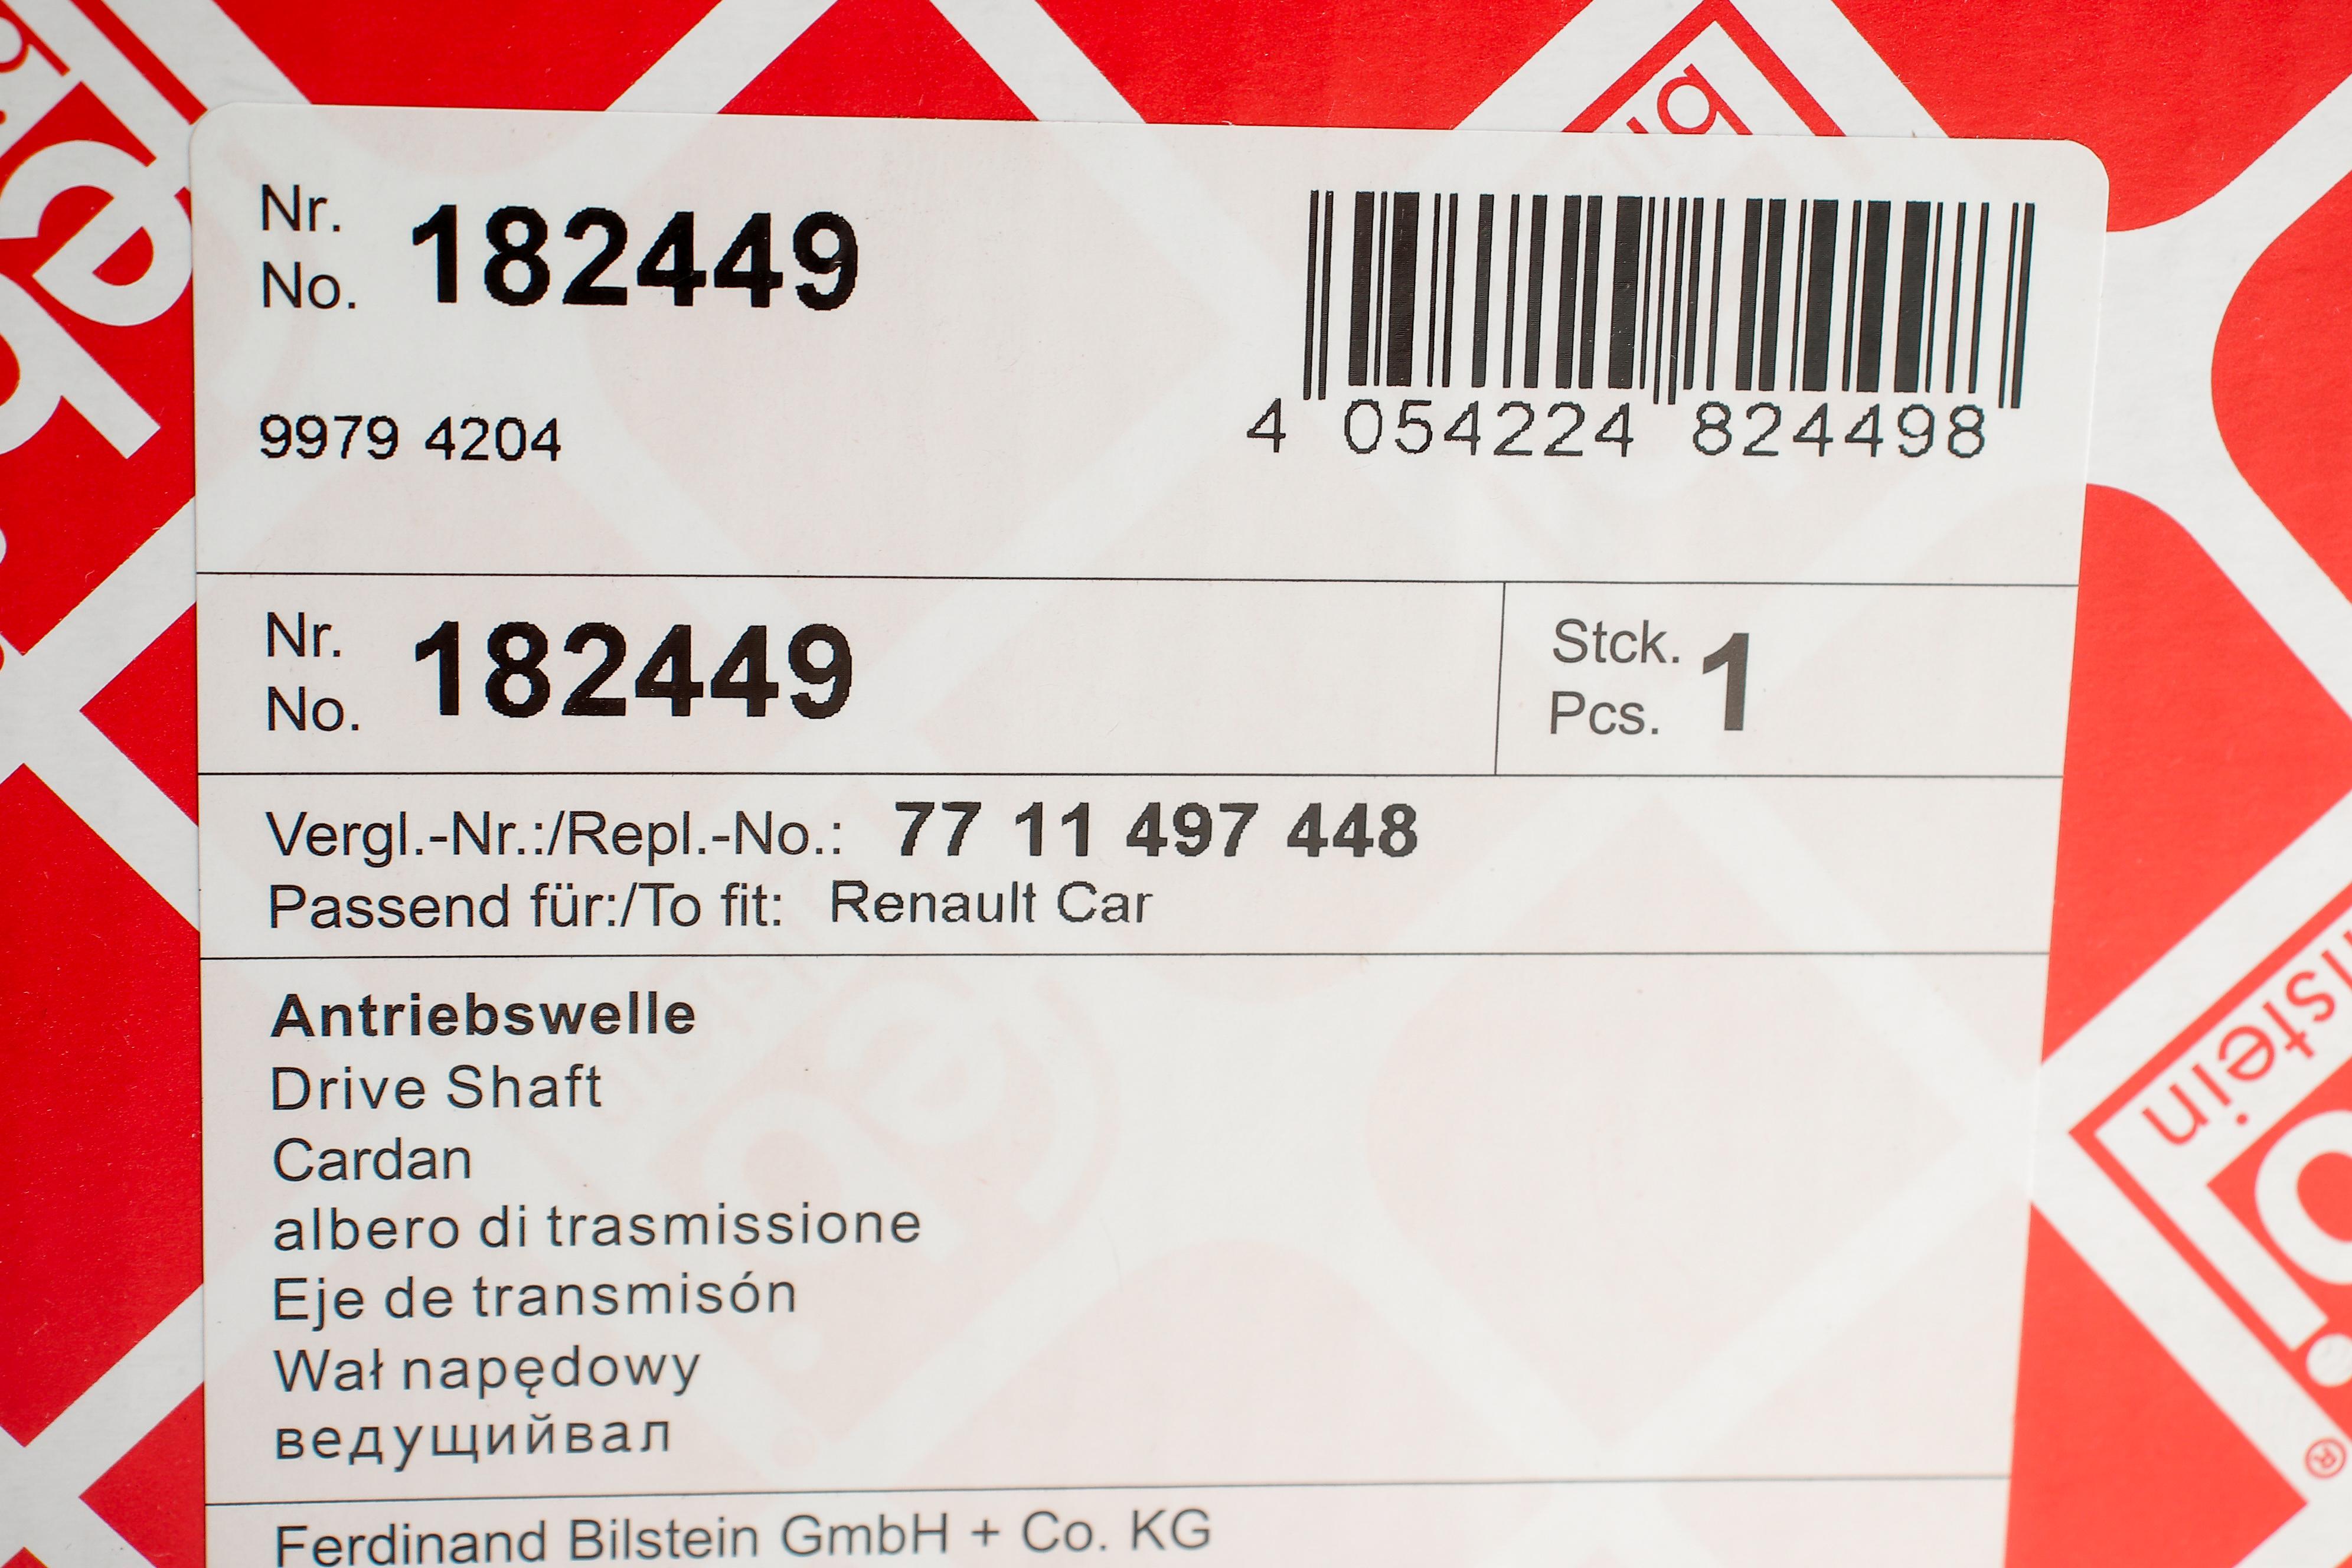 Nr.
No.
182449
9979 4204
4 054224 824498
Nr.
No.
182449
Stck.
Pcs.
1
Vergl.-Nr.:/Repl.-No.: 77 11 497 448
Passend für:/To fit: Renault Car
Antriebswelle
Drive Shaft
Cardan
albero di trasmissione
Eje de transmisón
Wał napędowy
ведущийвал
Ferdinand Bilstein GmbH + Co. KG